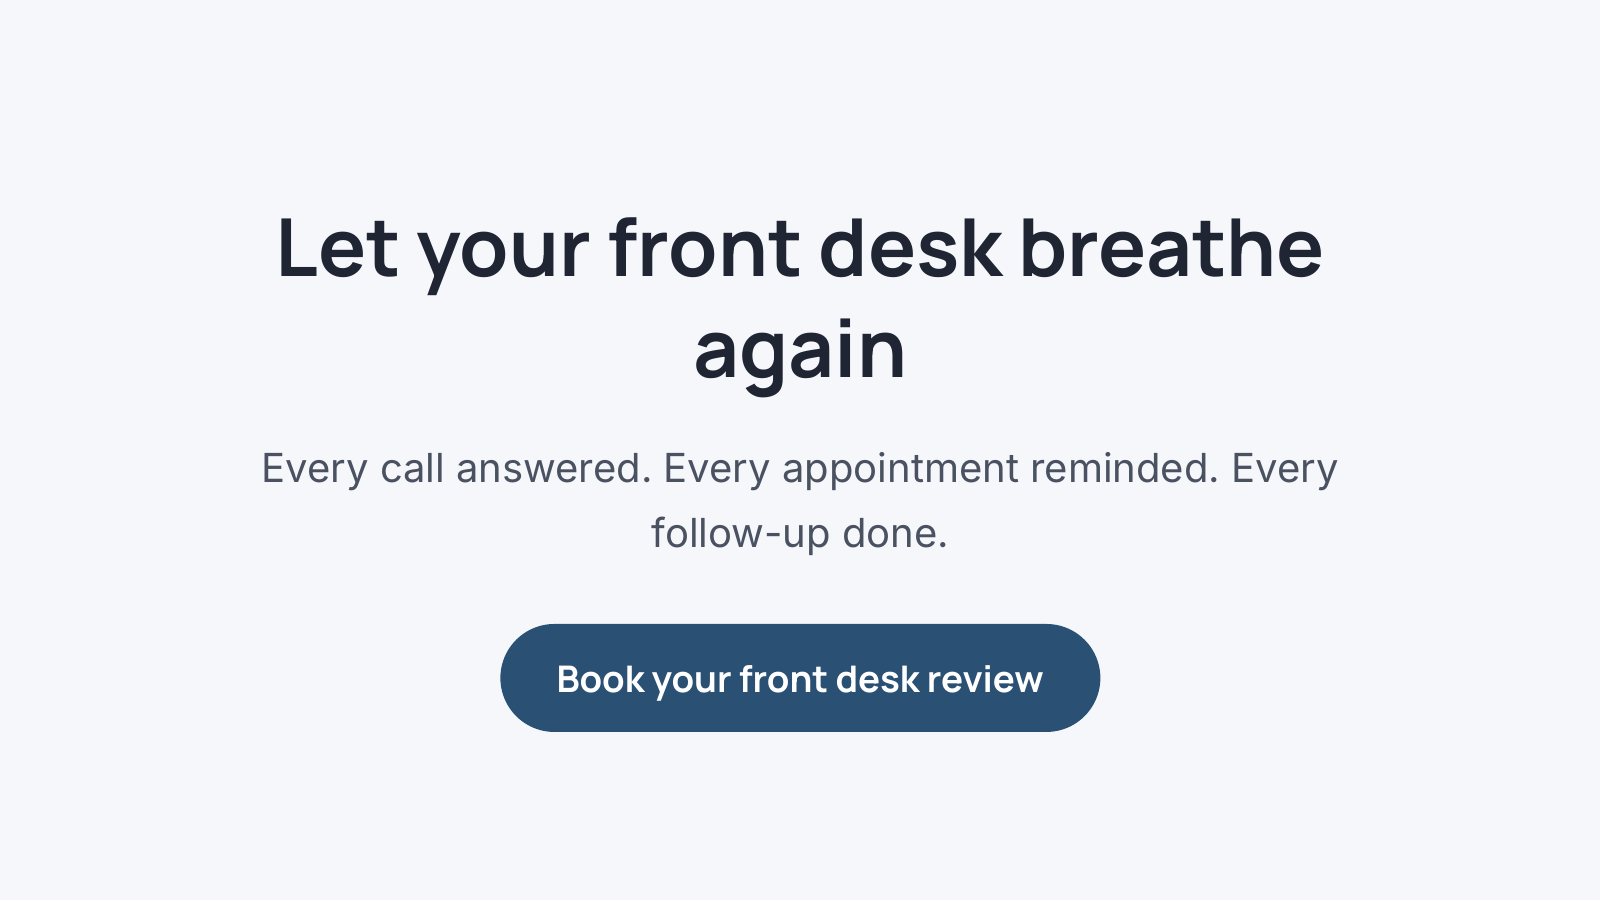 Let your front desk breathe
again
Every call answered. Every appointment reminded. Every
follow-up done.
Book your front desk review